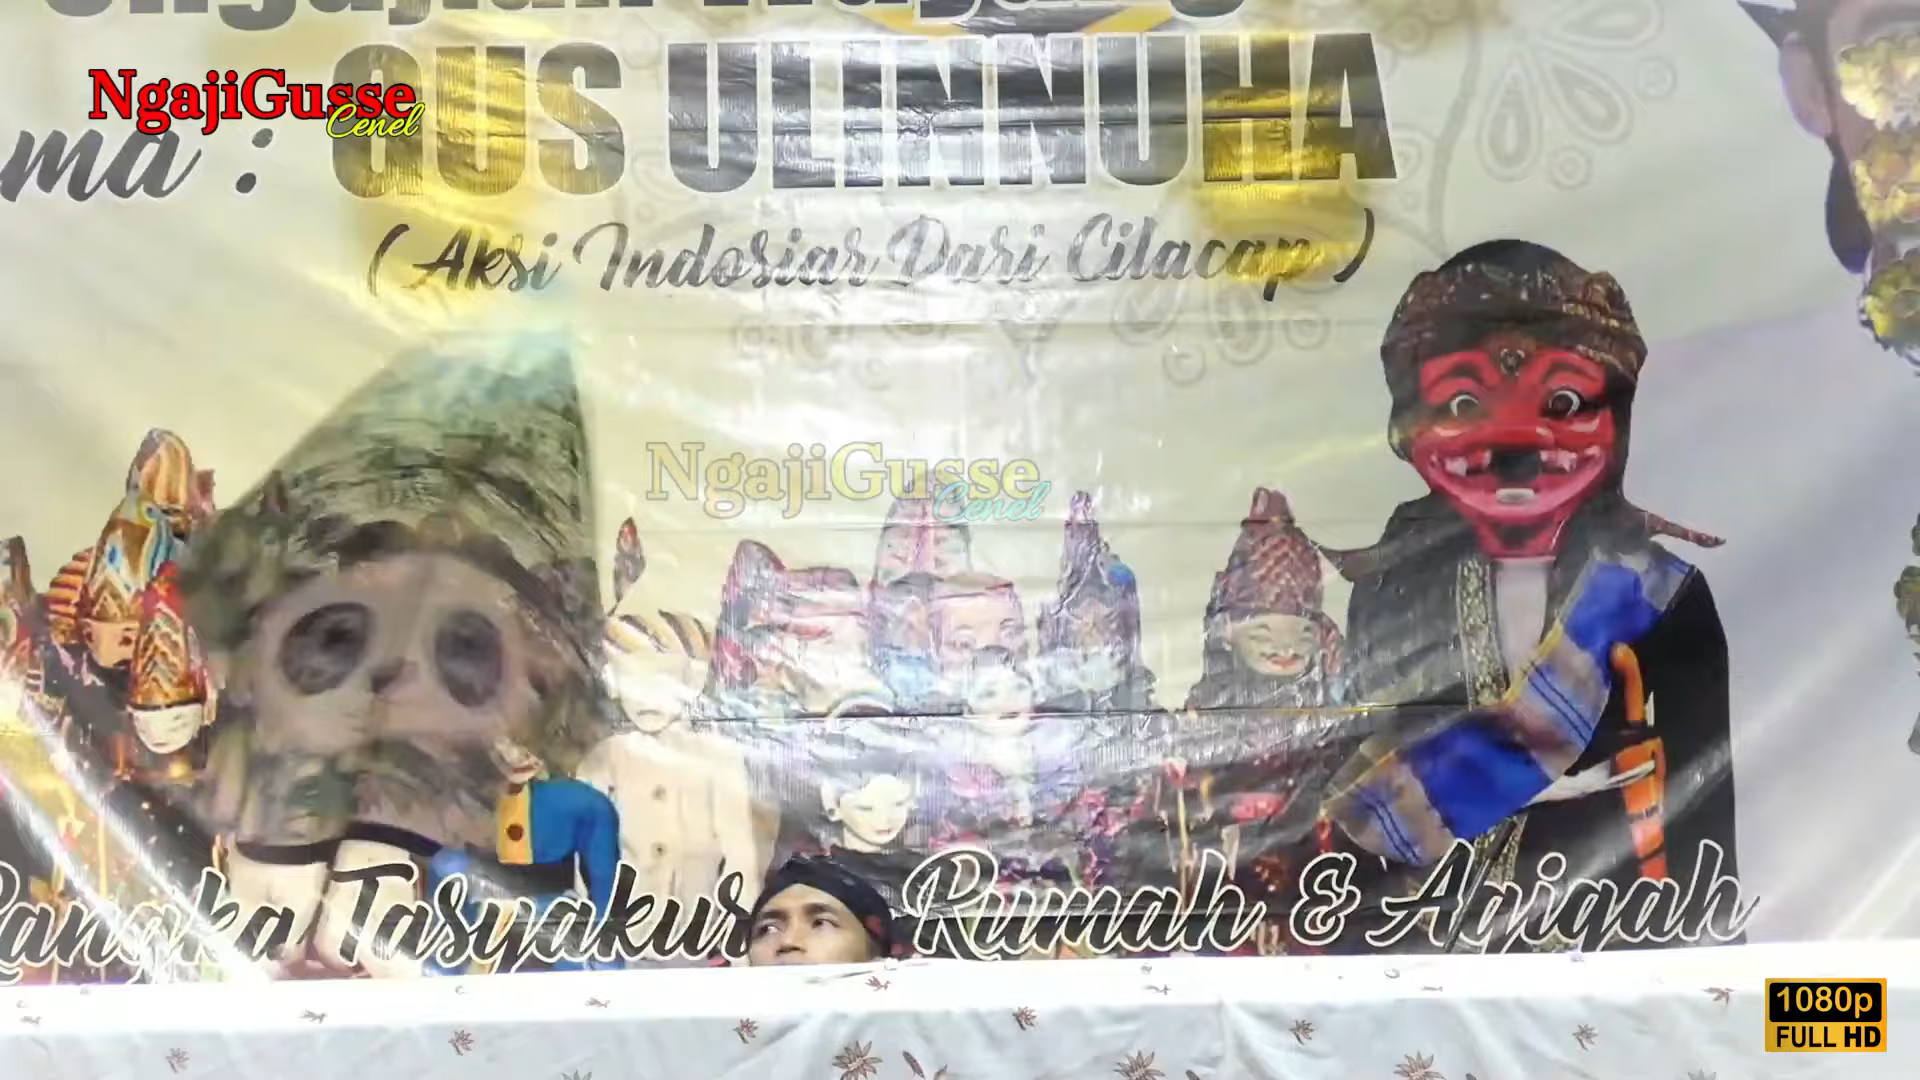 NgajiGusse
Cenel
ma : GUS ULINNUHA
( Aksi Indosiar Dari Cilacap )
NgajiGusse
Cenel
Rangka Tasyakur Rumah & Aqiqah
1080p
FULL HD